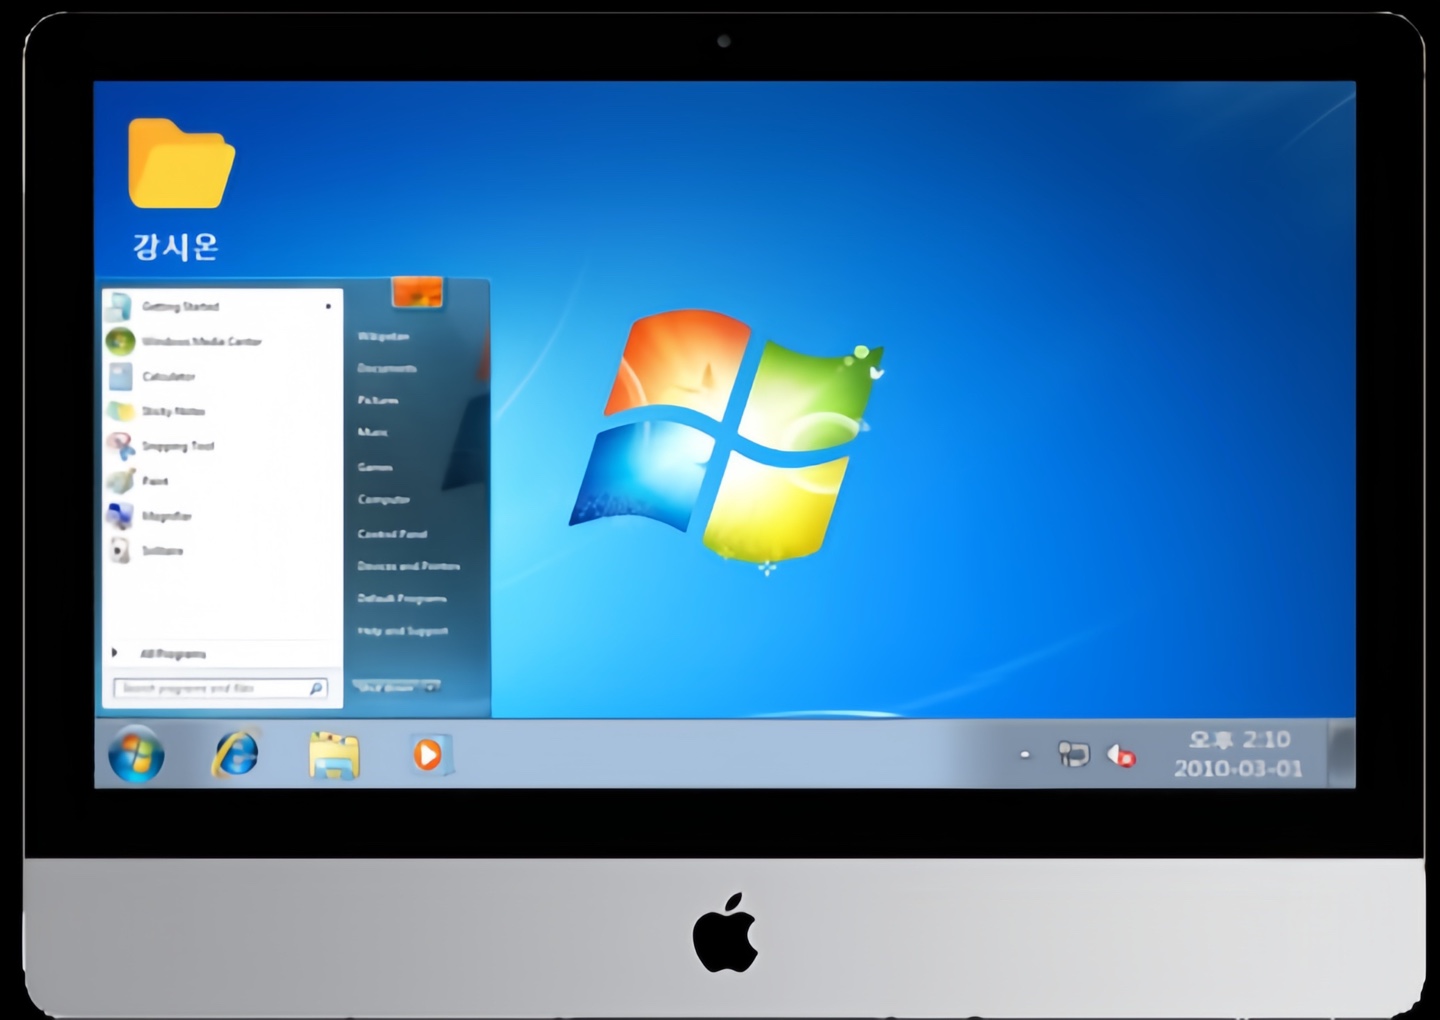 강시온
Getting Started
Windows Media Center
Calculator
Sticky Notes
Snipping Tool
Paint
Magnifier
Solitaire
All Programs
Search programs and files
Documents
Pictures
Music
Games
Computer
Control Panel
Devices and Printers
Default Programs
Help and Support
Shut down
오후 2:10
2010-03-01